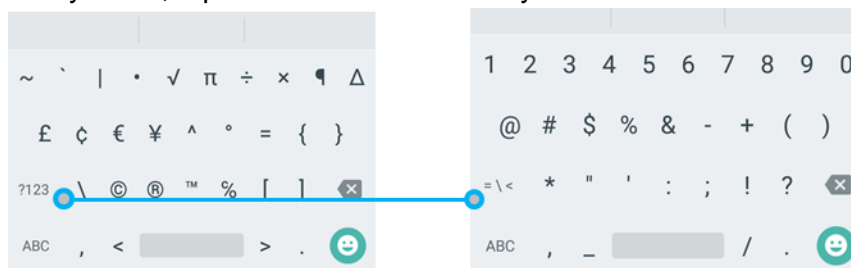 ~ ` | • √ π ÷ × ¶ Δ
£ ¢ € ¥ ^ ° = { }
?123 \ © ® ™ ℅ [ ]
ABC , < > .
1 2 3 4 5 6 7 8 9 0
@ # $ % & - + ( )
=\< * " ' : ; ! ?
ABC , _ / .